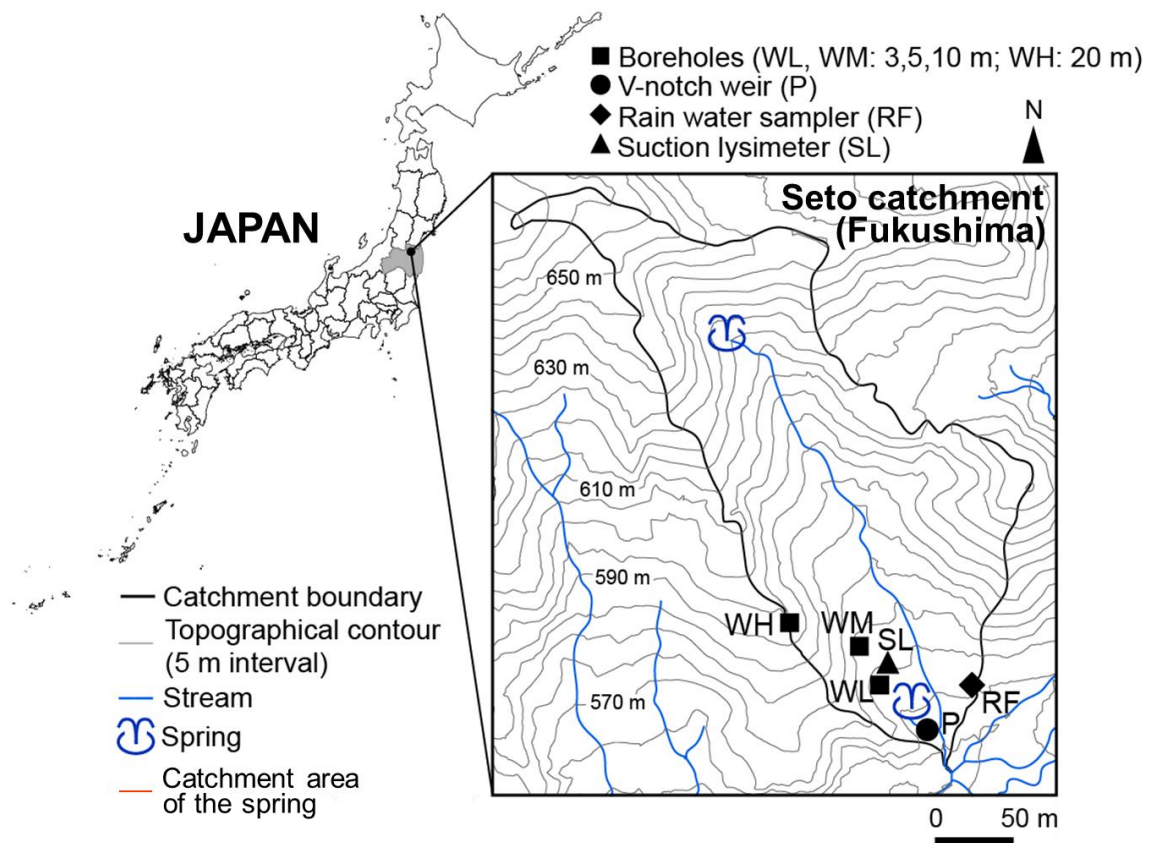 Boreholes (WL, WM: 3,5,10 m; WH: 20 m)
V-notch weir (P)
Rain water sampler (RF)
Suction lysimeter (SL)
N
JAPAN
Seto catchment
(Fukushima)
650 m
630 m
610 m
590 m
570 m
WH
WM
SL
WL
P
RF
Catchment boundary
Topographical contour
(5 m interval)
Stream
Spring
Catchment area
of the spring
0 50 m